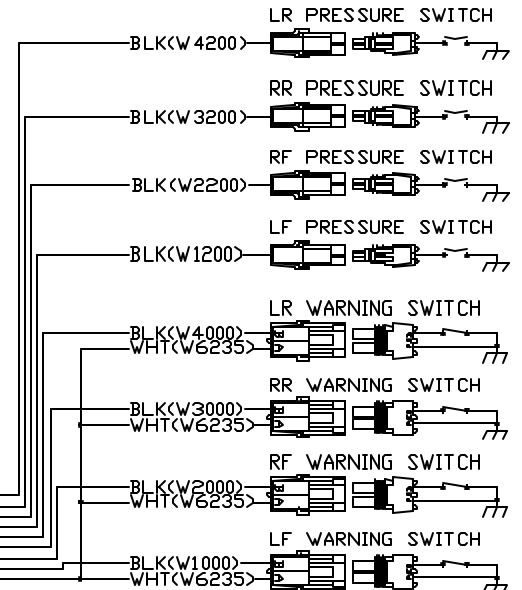 LR PRESSURE SWITCH
BLK(W4200)
RR PRESSURE SWITCH
BLK(W3200)
RF PRESSURE SWITCH
BLK(W2200)
LF PRESSURE SWITCH
BLK(W1200)
LR WARNING SWITCH
BLK(W4000)
WHT(W6235)
RR WARNING SWITCH
BLK(W3000)
WHT(W6235)
RF WARNING SWITCH
BLK(W2000)
WHT(W6235)
LF WARNING SWITCH
BLK(W1000)
WHT(W6235)